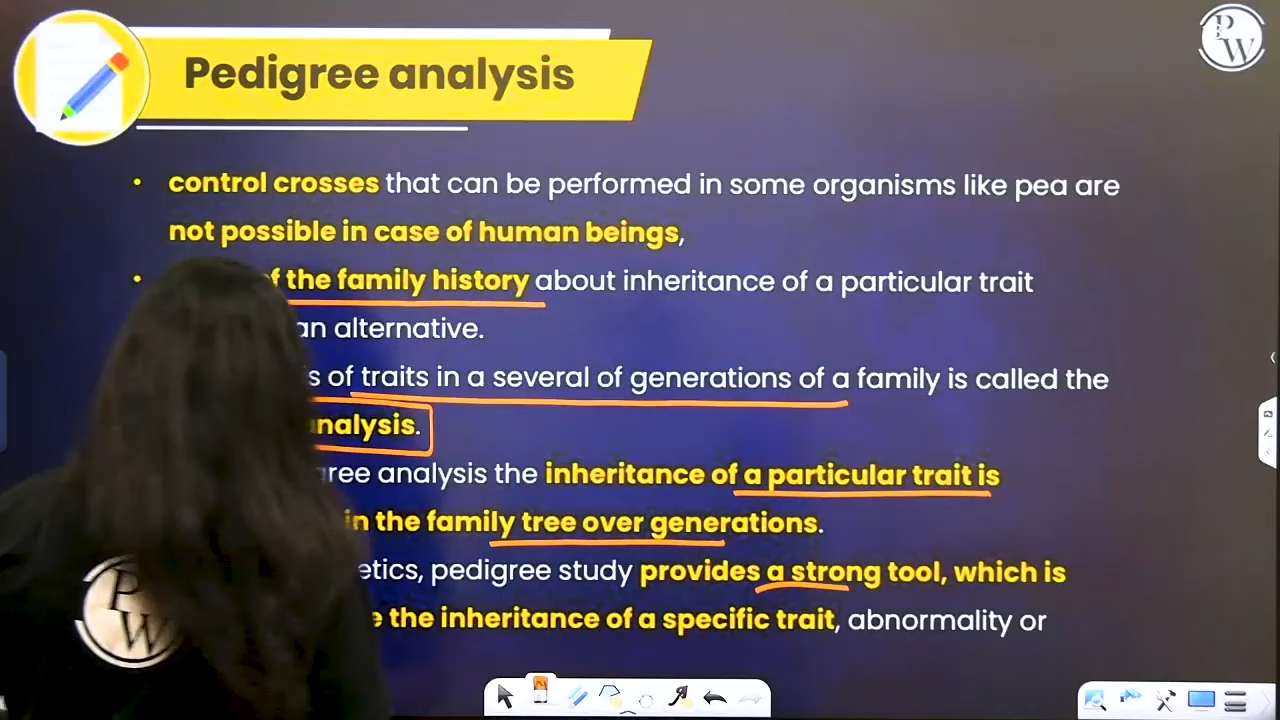 Pedigree analysis
PW
control crosses that can be performed in some organisms like pea are
not possible in case of human beings,
f the family history about inheritance of a particular trait
an alternative.
s of traits in a several of generations of a family is called the
nalysis.
ree analysis the inheritance of a particular trait is
in the family tree over generations.
etics, pedigree study provides a strong tool, which is
e the inheritance of a specific trait, abnormality or
PW